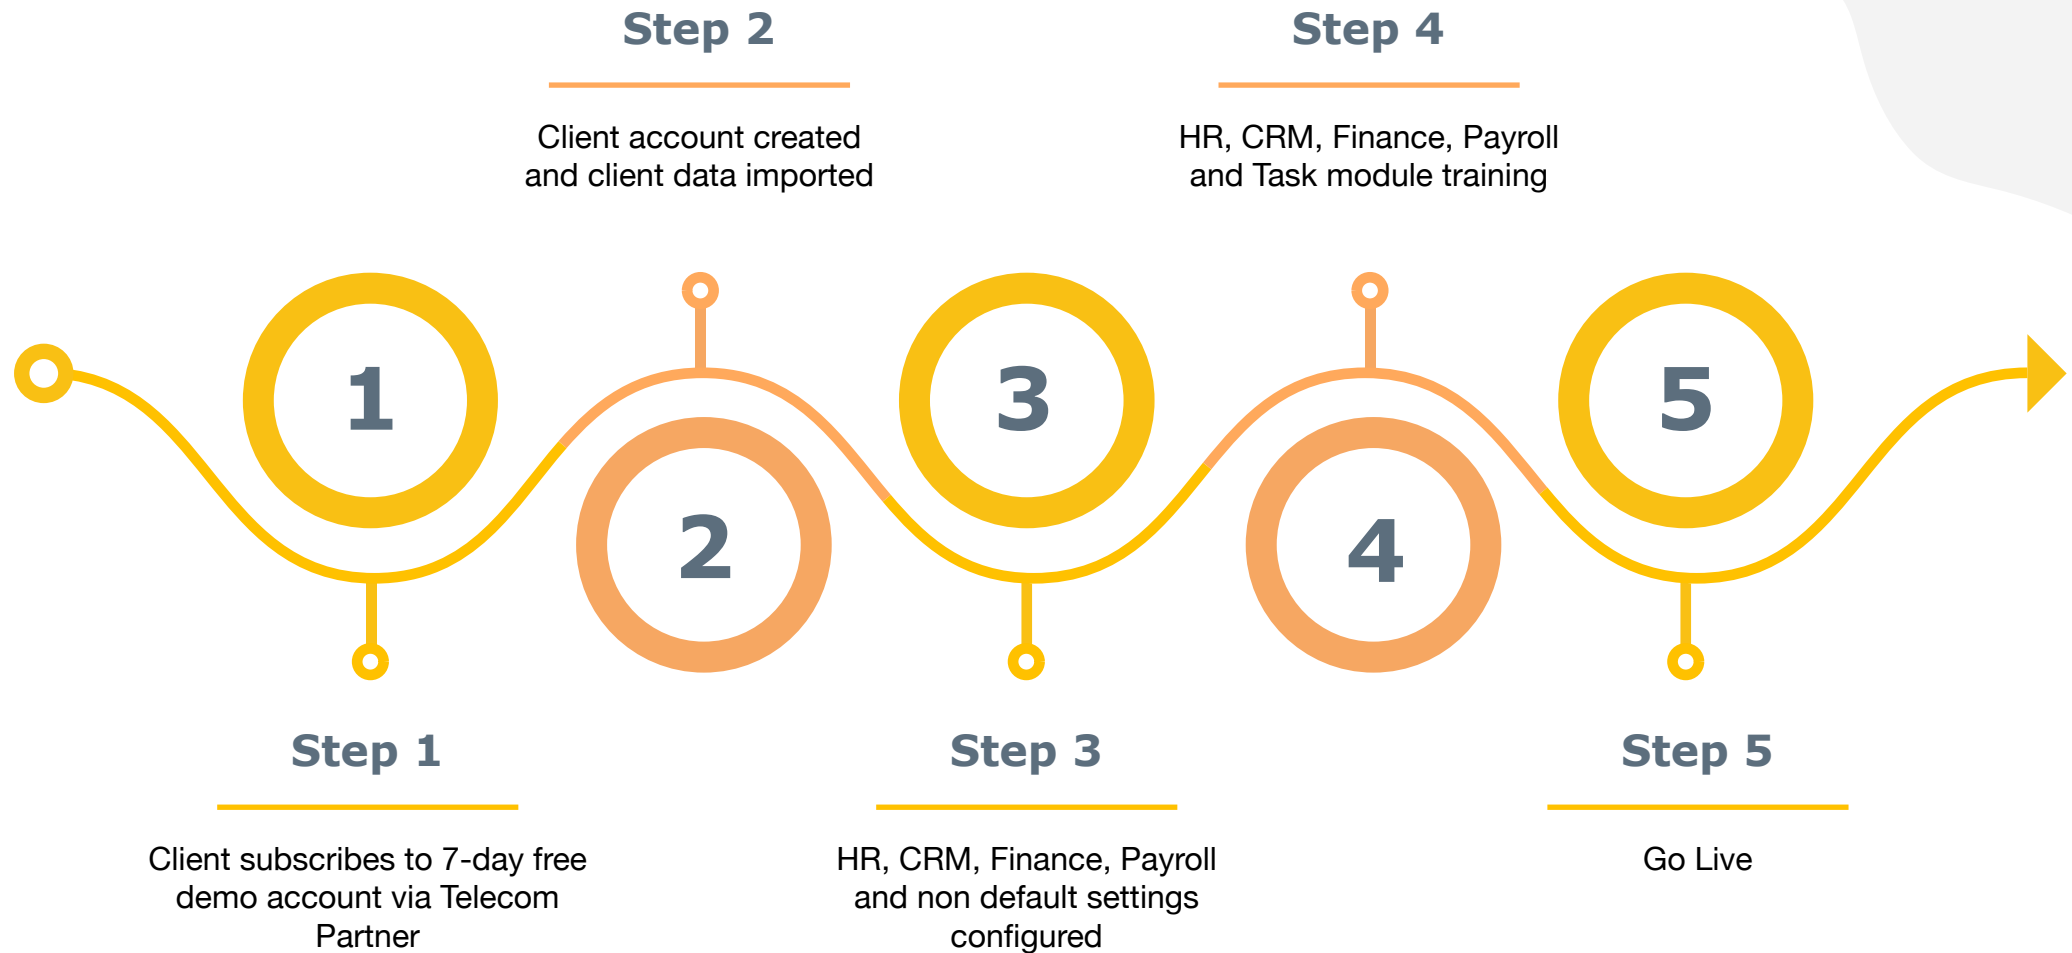 Step 2
Client account created
and client data imported
Step 4
HR, CRM, Finance, Payroll
and Task module training
1
2
3
4
5
Step 1
Client subscribes to 7-day free
demo account via Telecom
Partner
Step 3
HR, CRM, Finance, Payroll
and non default settings
configured
Step 5
Go Live